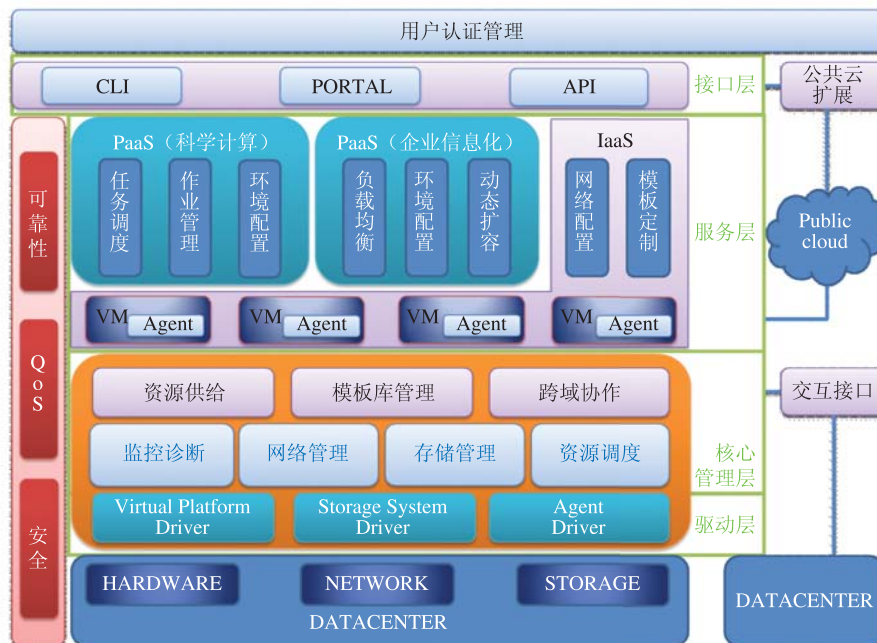 用户认证管理
CLI
PORTAL
API
接口层
公共云
扩展
可靠性
QoS
安全
PaaS（科学计算）
任务调度
作业管理
环境配置
PaaS（企业信息化）
负载均衡
环境配置
动态扩容
IaaS
网络配置
模板定制
服务层
Public
cloud
VM Agent
VM Agent
VM Agent
VM Agent
资源供给
模板库管理
跨域协作
交互接口
监控诊断
网络管理
存储管理
资源调度
核心
管理层
Virtual Platform
Driver
Storage System
Driver
Agent
Driver
驱动层
HARDWARE
NETWORK
STORAGE
DATACENTER
DATACENTER